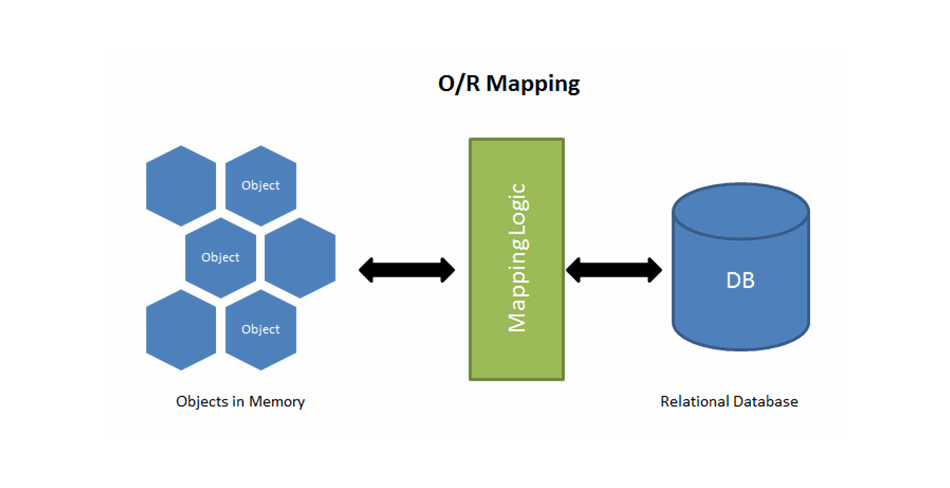 O/R Mapping
Object
Object
Object
Mapping Logic
DB
Objects in Memory
Relational Database